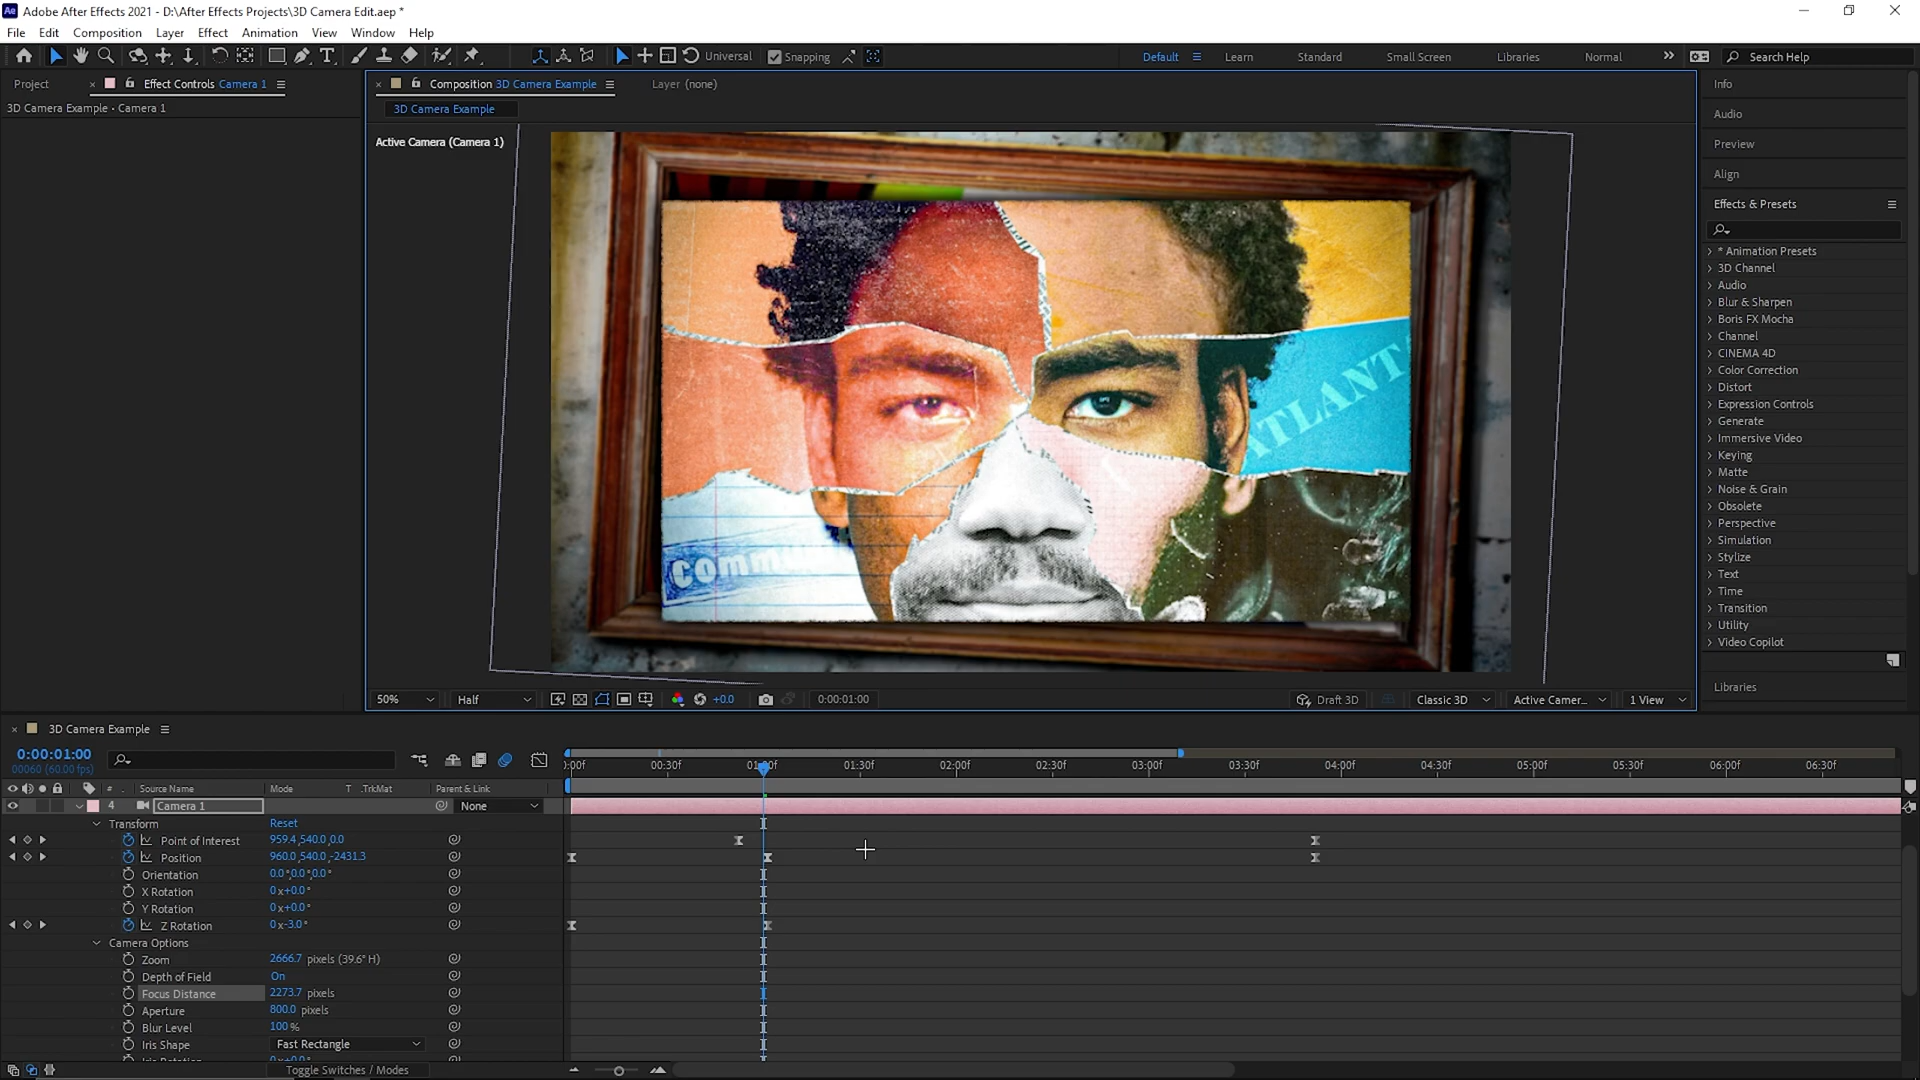 Adobe After Effects 2021 - D:\After Effects Projects\3D Camera Edit.aep *
File Edit Composition Layer Effect Animation View Window Help
Universal Snapping Default Learn Standard Small Screen Libraries Normal Search Help
Project Effect Controls Camera 1
3D Camera Example • Camera 1
Composition 3D Camera Example Layer (none)
3D Camera Example
Active Camera (Camera 1)
ATLANT
Comm
50% Half +0.0 0:00:01:00 Draft 3D Classic 3D Active Camer... 1 View
Info
Audio
Preview
Align
Effects & Presets
* Animation Presets
3D Channel
Audio
Blur & Sharpen
Boris FX Mocha
Channel
CINEMA 4D
Color Correction
Distort
Expression Controls
Generate
Immersive Video
Keying
Matte
Noise & Grain
Obsolete
Perspective
Simulation
Stylize
Text
Time
Transition
Utility
Video Copilot
Libraries
3D Camera Example
0:00:01:00
00060 (60.00 fps)
:00f 00:30f 01:00f 01:30f 02:00f 02:30f 03:00f 03:30f 04:00f 04:30f 05:00f 05:30f 06:00f 06:30f
# Source Name Mode T .TrkMat Parent & Link
4 Camera 1 None
Transform Reset
Point of Interest 959.4,540.0,0.0
Position 960.0,540.0,-2431.3
Orientation 0.0°,0.0°,0.0°
X Rotation 0x+0.0°
Y Rotation 0x+0.0°
Z Rotation 0x-3.0°
Camera Options
Zoom 2666.7 pixels (39.6° H)
Depth of Field On
Focus Distance 2273.7 pixels
Aperture 800.0 pixels
Blur Level 100%
Iris Shape Fast Rectangle
Toggle Switches / Modes